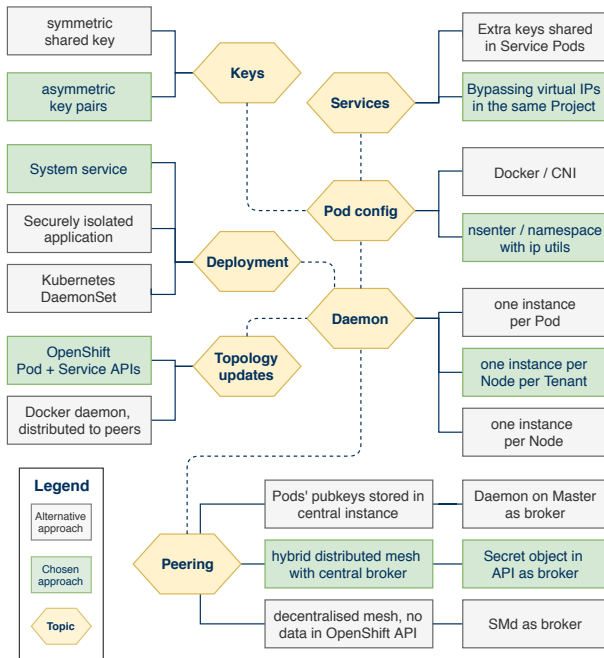 symmetric
shared key
Keys
asymmetric
key pairs
Extra keys shared
in Service Pods
Services
Bypassing virtual IPs
in the same Project
System service
Securely isolated
application
Deployment
Kubernetes
DaemonSet
Docker / CNI
Pod config
nsenter / namespace
with ip utils
OpenShift
Pod + Service APIs
Topology
updates
Docker daemon,
distributed to peers
Daemon
one instance
per Pod
one instance per
Node per Tenant
one instance
per Node
Legend
Alternative
approach
Chosen
approach
Topic
Peering
Pods' pubkeys stored in
central instance
Daemon on Master
as broker
hybrid distributed mesh
with central broker
Secret object in
API as broker
decentralised mesh, no
data in OpenShift API
SMd as broker